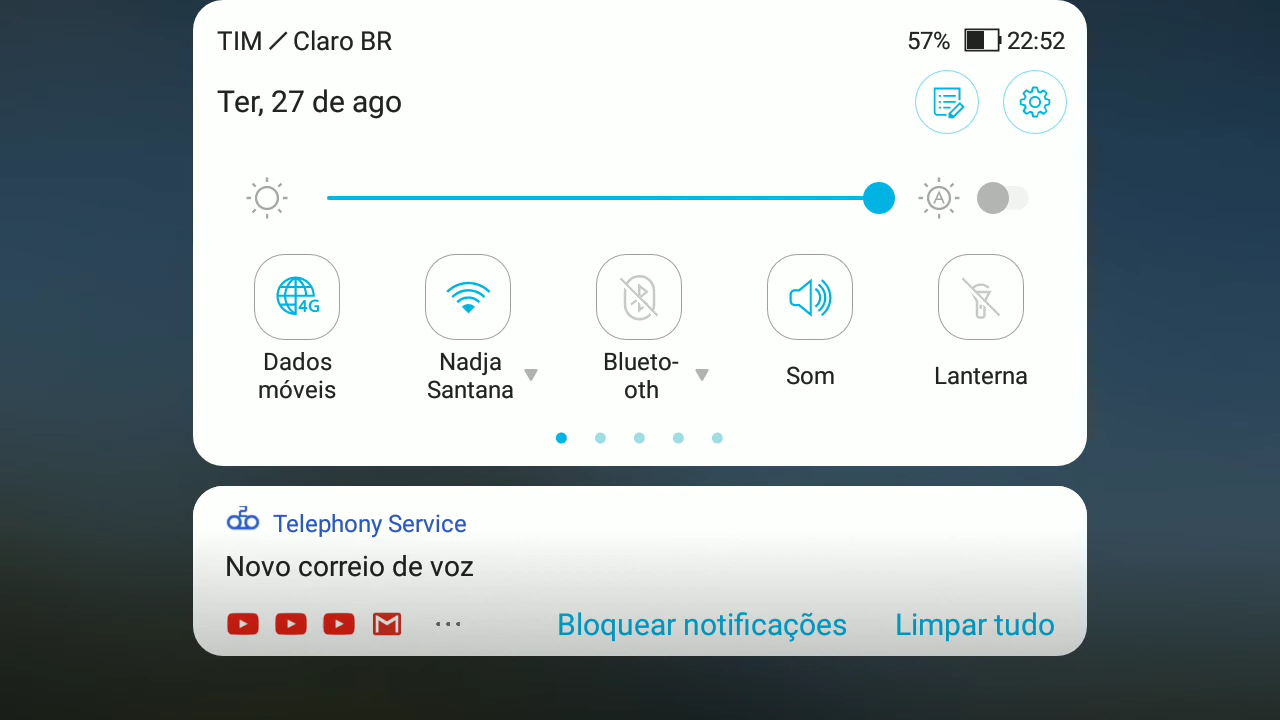 TIM / Claro BR
57% 22:52
Ter, 27 de ago
A
4G
Dados
móveis
Nadja
Santana
Blueto-
oth
Som
Lanterna
2
Telephony Service
Novo correio de voz
Bloquear notificações
Limpar tudo